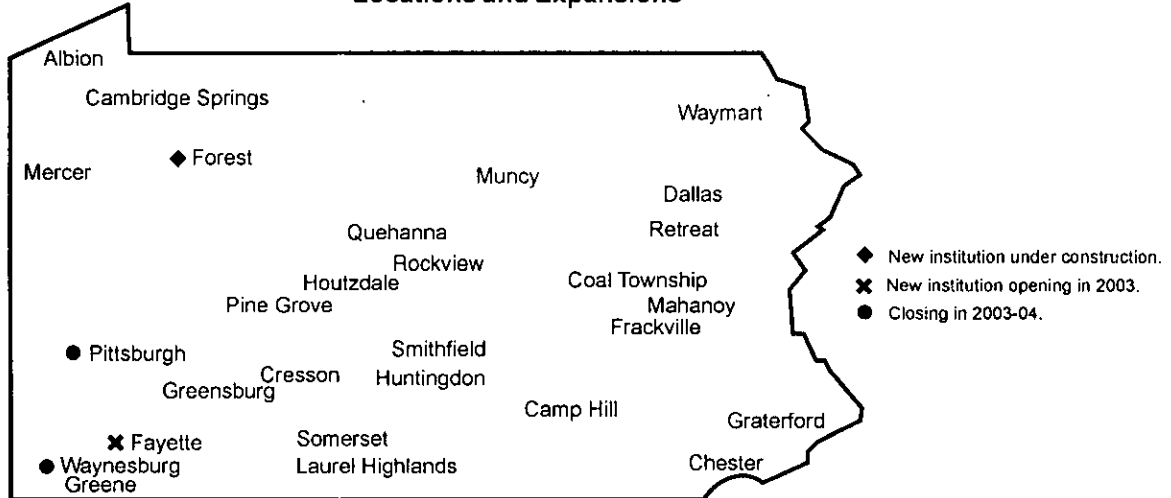 Locations and Expansions
Albion
Cambridge Springs
Waymart
Forest
Mercer
Muncy
Dallas
Quehanna
Retreat
Rockview
Houtzdale
Coal Township
Pine Grove
Mahanoy
Frackville
New institution under construction.
New institution opening in 2003.
Closing in 2003-04.
Pittsburgh
Smithfield
Cresson
Huntingdon
Greensburg
Camp Hill
Graterford
Fayette
Somerset
Waynesburg
Laurel Highlands
Chester
Greene